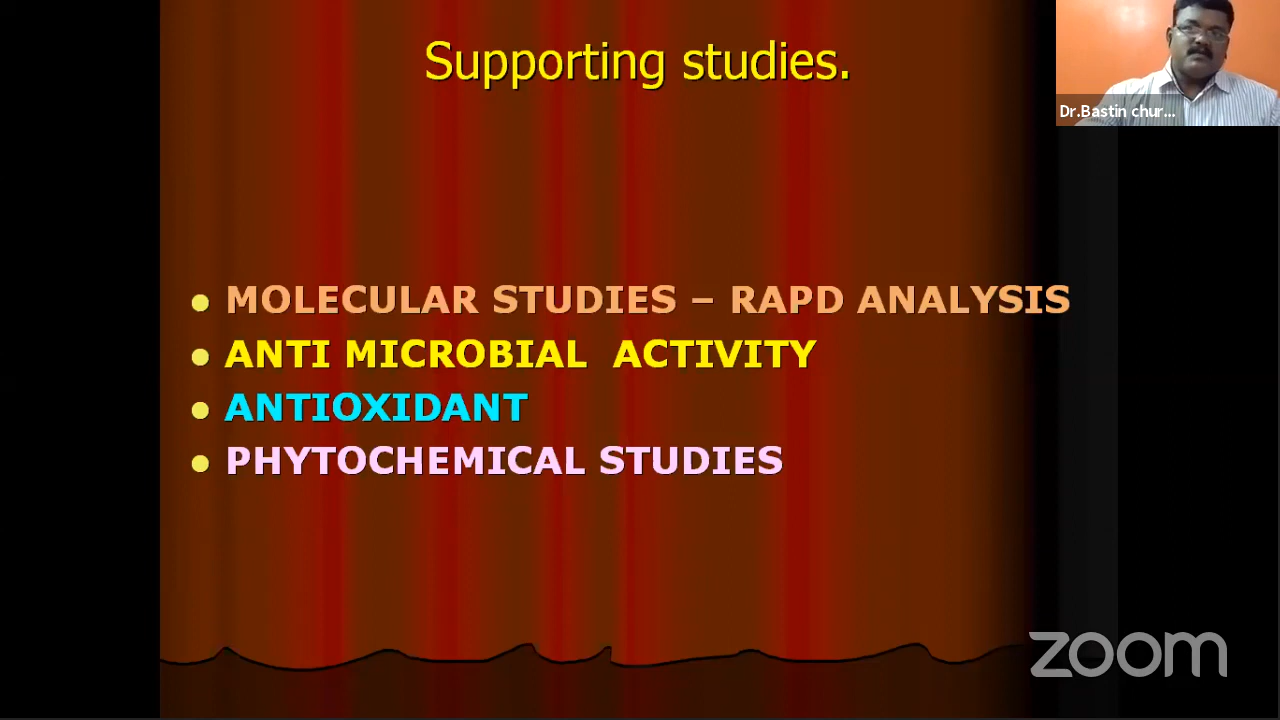 Supporting studies.
Dr.Bastin chur...
MOLECULAR STUDIES – RAPD ANALYSIS
ANTI MICROBIAL ACTIVITY
ANTIOXIDANT
PHYTOCHEMICAL STUDIES
zoom